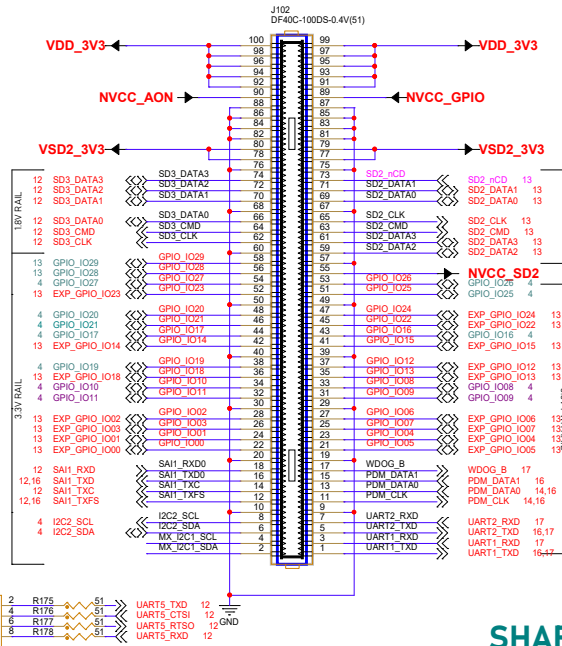 J102
DF40C-100DS-0.4V(51)
VDD_3V3 100 99 VDD_3V3
98 97
96 95
94 93
92 91
NVCC_AON 90 89 NVCC_GPIO
88 87
86 85
84 83
82 81
VSD2_3V3 80 79 VSD2_3V3
78 77
76 75
1.8V RAIL
12 SD3_DATA3 SD3_DATA3 74 73 SD2_nCD SD2_nCD 13
12 SD3_DATA2 SD3_DATA2 72 71 SD2_DATA1 SD2_DATA1 13
12 SD3_DATA1 SD3_DATA1 70 69 SD2_DATA0 SD2_DATA0 13
68 67
12 SD3_DATA0 SD3_DATA0 66 65 SD2_CLK SD2_CLK 13
12 SD3_CMD SD3_CMD 64 63 SD2_CMD SD2_CMD 13
12 SD3_CLK SD3_CLK 62 61 SD2_DATA3 SD2_DATA3 13
60 59 SD2_DATA2 SD2_DATA2 13
3.3V RAIL
13 GPIO_IO29 GPIO_IO29 58 57
13 GPIO_IO28 GPIO_IO28 56 55 NVCC_SD2
4 GPIO_IO27 GPIO_IO27 54 53 GPIO_IO26 GPIO_IO26 4
13 EXP_GPIO_IO23 GPIO_IO23 52 51 GPIO_IO25 GPIO_IO25 4
50 49
4 GPIO_IO20 GPIO_IO20 48 47 GPIO_IO24 EXP_GPIO_IO24 13
4 GPIO_IO21 GPIO_IO21 46 45 GPIO_IO22 EXP_GPIO_IO22 13
4 GPIO_IO17 GPIO_IO17 44 43 GPIO_IO16 GPIO_IO16 4
13 EXP_GPIO_IO14 GPIO_IO14 42 41 GPIO_IO15 EXP_GPIO_IO15 13
40 39
4 GPIO_IO19 GPIO_IO19 38 37 GPIO_IO12 EXP_GPIO_IO12 13
13 EXP_GPIO_IO18 GPIO_IO18 36 35 GPIO_IO13 EXP_GPIO_IO13 13
4 GPIO_IO10 GPIO_IO10 34 33 GPIO_IO08 GPIO_IO08 4
4 GPIO_IO11 GPIO_IO11 32 31 GPIO_IO09 GPIO_IO09 4
30 29
13 EXP_GPIO_IO02 GPIO_IO02 28 27 GPIO_IO06 EXP_GPIO_IO06 13
13 EXP_GPIO_IO03 GPIO_IO03 26 25 GPIO_IO07 EXP_GPIO_IO07 13
13 EXP_GPIO_IO01 GPIO_IO01 24 23 GPIO_IO04 EXP_GPIO_IO04 13
13 EXP_GPIO_IO00 GPIO_IO00 22 21 GPIO_IO05 EXP_GPIO_IO05 13
20 19
12 SAI1_RXD SAI1_RXD0 18 17 WDOG_B WDOG_B 17
12,16 SAI1_TXD SAI1_TXD0 16 15 PDM_DATA1 PDM_DATA1 16
12 SAI1_TXC SAI1_TXC 14 13 PDM_DATA0 PDM_DATA0 14,16
12,16 SAI1_TXFS SAI1_TXFS 12 11 PDM_CLK PDM_CLK 14,16
10 9
4 I2C2_SCL I2C2_SCL 8 7 UART2_RXD UART2_RXD 17
4 I2C2_SDA I2C2_SDA 6 5 UART2_TXD UART2_TXD 16,17
MX_I2C1_SCL 4 3 UART1_RXD UART1_RXD 17
MX_I2C1_SDA 2 1 UART1_TXD UART1_TXD 16,17
2 R175 51 UART5_TXD 12
4 R176 51 UART5_CTSI 12
6 R177 51 UART5_RTSO 12
8 R178 51 UART5_RXD 12
GND